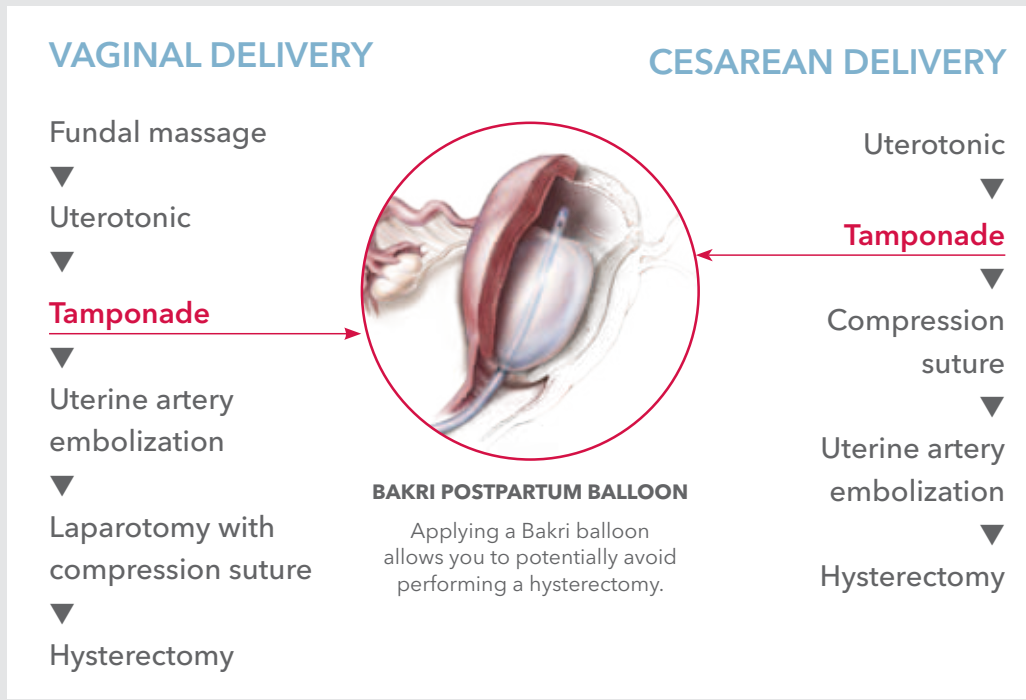 VAGINAL DELIVERY
Fundal massage
▼
Uterotonic
▼
Tamponade
▼
Uterine artery
embolization
▼
Laparotomy with
compression suture
▼
Hysterectomy
BAKRI POSTPARTUM BALLOON
Applying a Bakri balloon
allows you to potentially avoid
performing a hysterectomy.
CESAREAN DELIVERY
Uterotonic
▼
Tamponade
▼
Compression
suture
▼
Uterine artery
embolization
▼
Hysterectomy